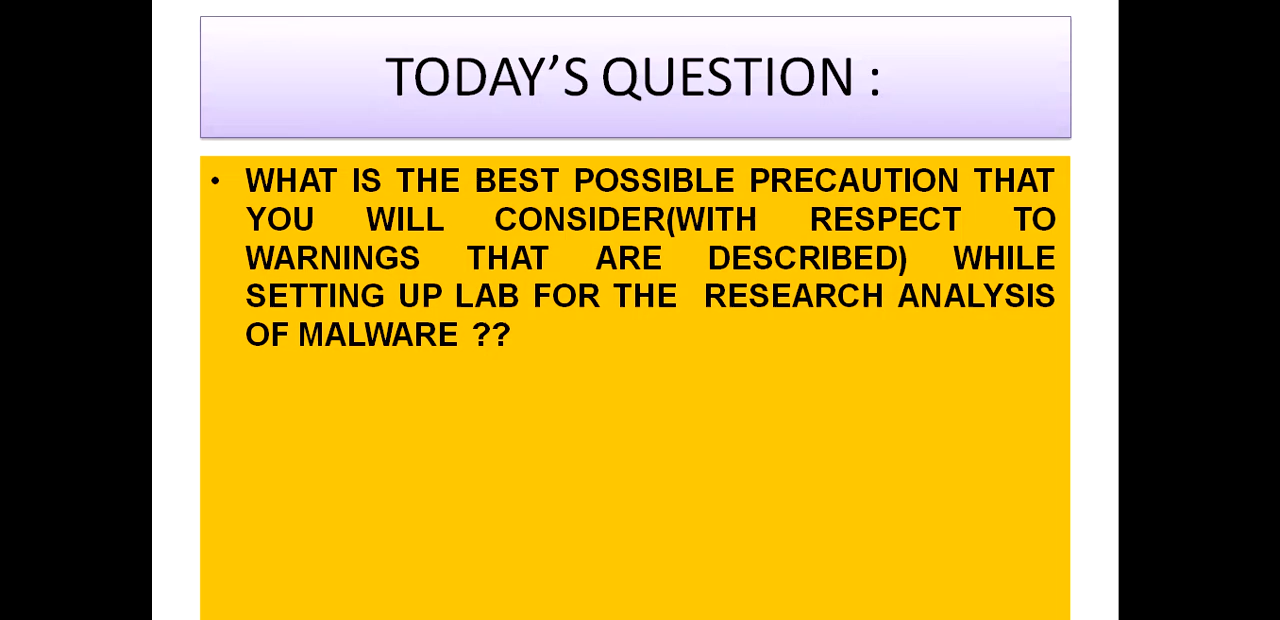 TODAY’S QUESTION :
• WHAT IS THE BEST POSSIBLE PRECAUTION THAT
YOU WILL CONSIDER(WITH RESPECT TO
WARNINGS THAT ARE DESCRIBED) WHILE
SETTING UP LAB FOR THE RESEARCH ANALYSIS
OF MALWARE ??